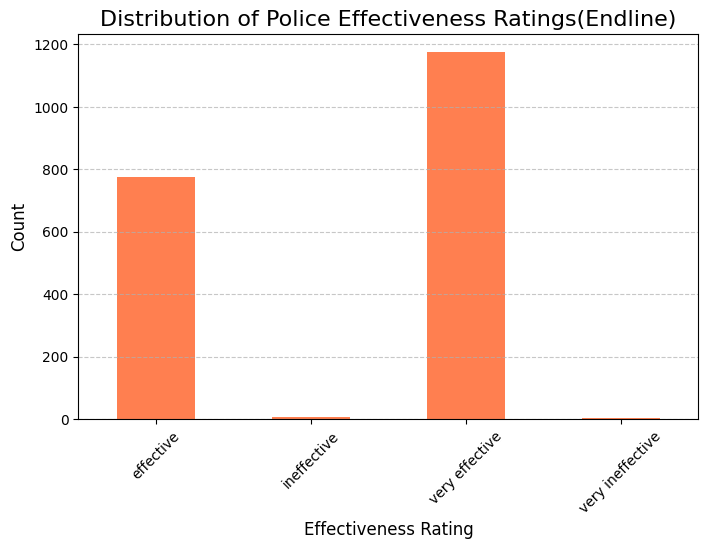 Distribution of Police Effectiveness Ratings(Endline)
1200
1000
800
600
400
200
0
Count
effective
ineffective
very effective
very ineffective
Effectiveness Rating